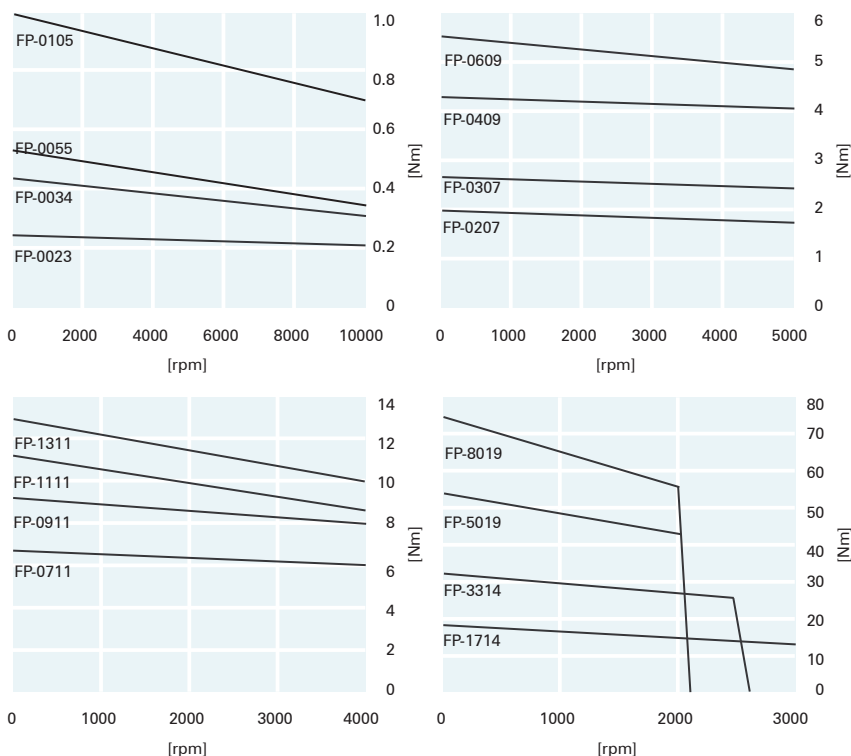 1.0
FP-0105
0.8
0.6
FP-0055
[Nm]
0.4
FP-0034
0.2
FP-0023
0
0 2000 4000 6000 8000 10000
[rpm]
6
FP-0609
5
FP-0409
4
3
[Nm]
FP-0307
2
FP-0207
1
0
0 1000 2000 3000 4000 5000
[rpm]
14
FP-1311
12
FP-1111
10
FP-0911
8
[Nm]
FP-0711
6
4
2
0
0 1000 2000 3000 4000
[rpm]
80
70
FP-8019
60
50
FP-5019
[Nm]
40
FP-3314
30
20
FP-1714
10
0
0 1000 2000 3000
[rpm]